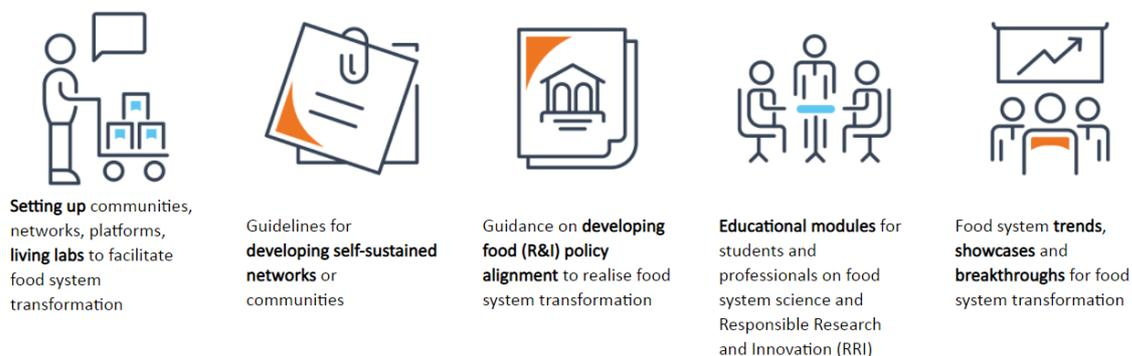 Setting up communities,
networks, platforms,
living labs to facilitate
food system
transformation
Guidelines for
developing self-sustained
networks or
communities
Guidance on developing
food (R&I) policy
alignment to realise food
system transformation
Educational modules for
students and
professionals on food
system science and
Responsible Research
and Innovation (RRI)
Food system trends,
showcases and
breakthroughs for food
system transformation